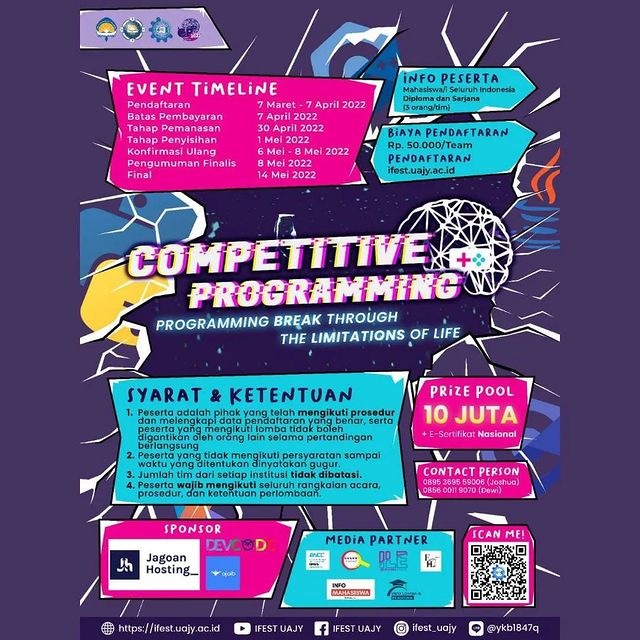 EVENT TIMELINE
Pendaftaran 7 Maret - 7 April 2022
Batas Pembayaran 7 April 2022
Tahap Pemanasan 30 April 2022
Tahap Penyisihan 1 Mei 2022
Konfirmasi Ulang 6 Mei - 8 Mei 2022
Pengumuman Finalis 8 Mei 2022
Final 14 Mei 2022
INFO PESERTA
Mahasiswa/i Seluruh Indonesia
Diploma dan Sarjana
(3 orang/tim)
BIAYA PENDAFTARAN
Rp. 50.000/Team
PENDAFTARAN
ifest.uajy.ac.id
COMPETITIVE
PROGRAMMING
PROGRAMMING BREAK THROUGH
THE LIMITATIONS OF LIFE
SYARAT & KETENTUAN
1. Peserta adalah pihak yang telah mengikuti prosedur
dan melengkapi data pendaftaran yang benar, serta
peserta yang mengikuti lomba tidak boleh
digantikan oleh orang lain selama pertandingan
berlangsung
2. Peserta yang tidak mengikuti persyaratan sampai
waktu yang ditentukan dinyatakan gugur.
3. Jumlah tim dari setiap institusi tidak dibatasi.
4. Peserta wajib mengikuti seluruh rangkaian acara,
prosedur, dan ketentuan perlombaan.
PRIZE POOL
10 JUTA
+ E-Sertifikat Nasional
CONTACT PERSON
0895 3695 59006 (Joshua)
0856 0011 9070 (Dewi)
SPONSOR
Jh Jagoan
Hosting_
DEVCODE
ajaib
MEDIA PARTNER
BNCC
INFO
MAHASISWA
SCAN ME!
https://ifest.uajy.ac.id IFEST UAJY IFEST UAJY ifest_uajy @ykb1847q